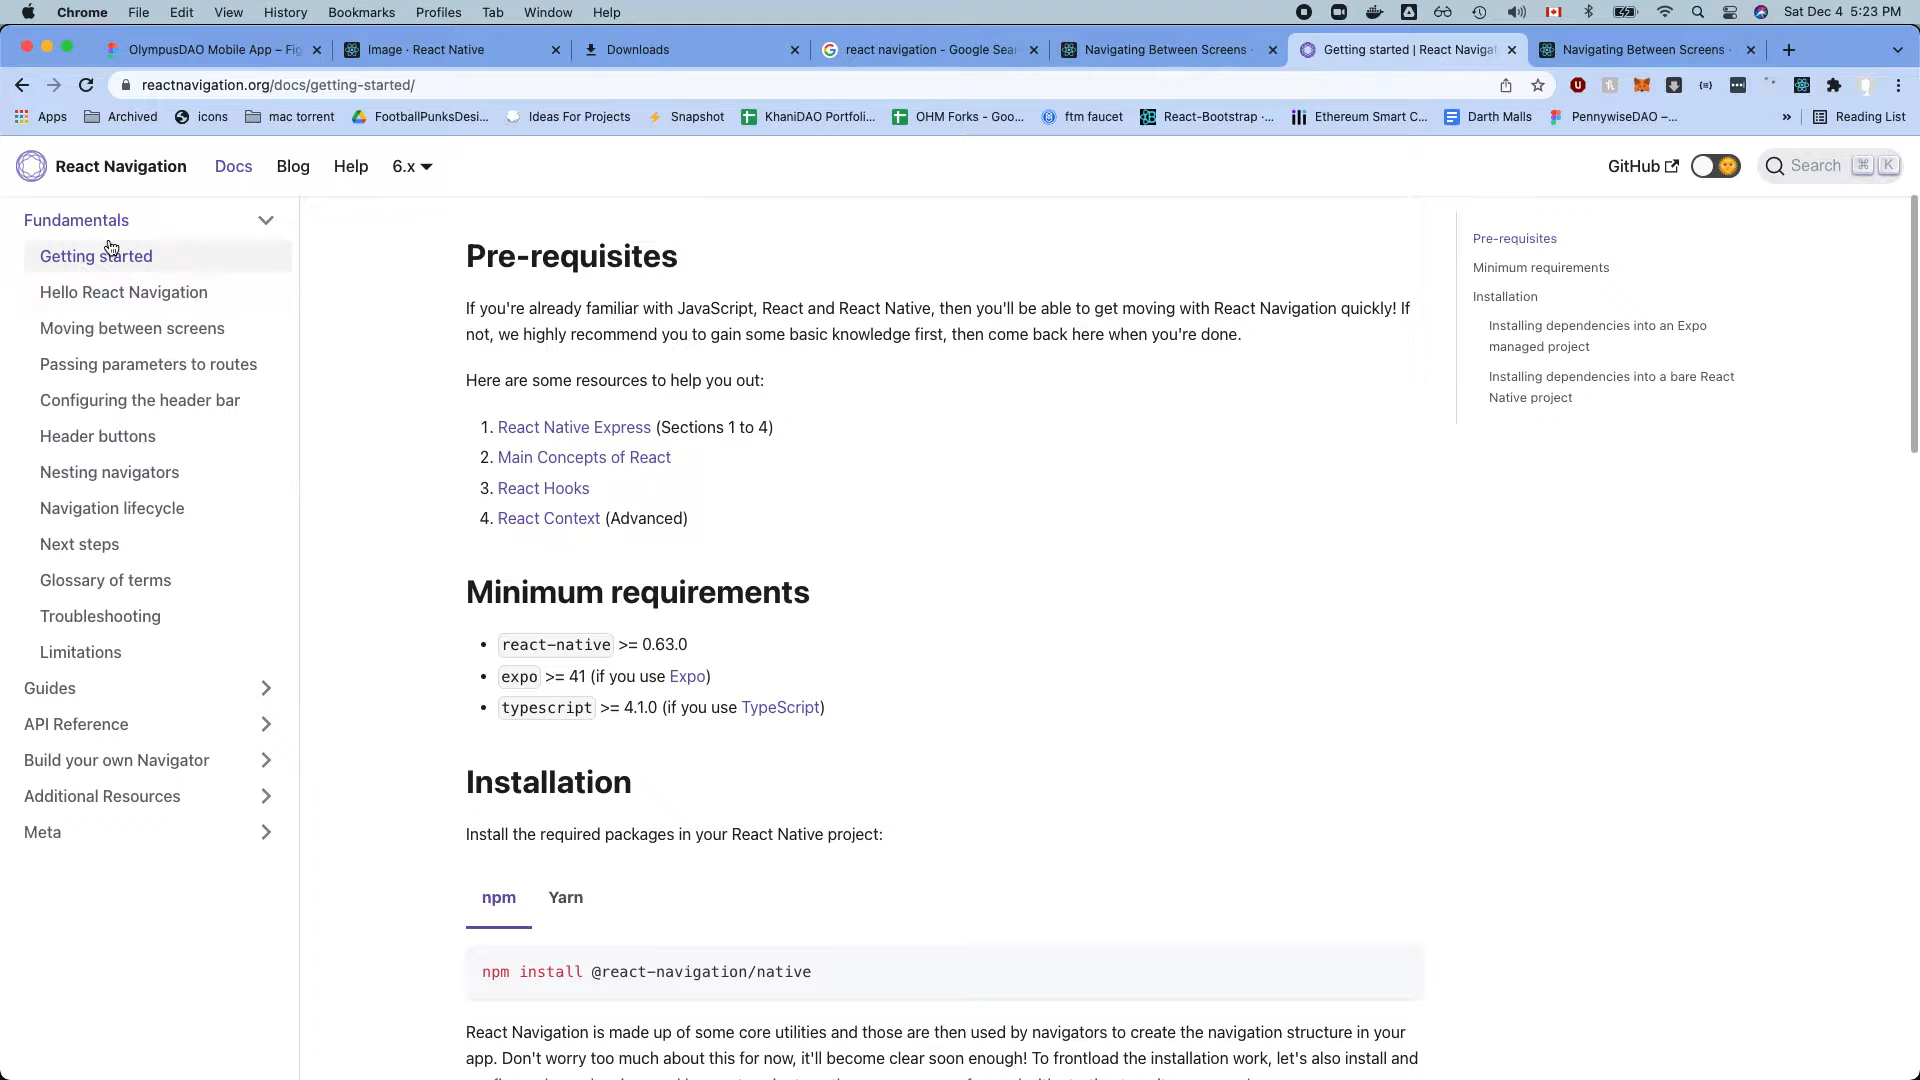 Chrome File Edit View History Bookmarks Profiles Tab Window Help Sat Dec 4 5:23 PM
OlympusDAO Mobile App – Fig Image · React Native Downloads react navigation - Google Sear Navigating Between Screens · Getting started | React Navigat Navigating Between Screens ·
reactnavigation.org/docs/getting-started/
Apps Archived icons mac torrent FootballPunksDesi... Ideas For Projects Snapshot KhaniDAO Portfoli... OHM Forks - Goo... ftm faucet React-Bootstrap ·... Ethereum Smart C... Darth Malls PennywiseDAO –... » Reading List
React Navigation Docs Blog Help 6.x GitHub Search ⌘ K
Fundamentals
Getting started
Hello React Navigation
Moving between screens
Passing parameters to routes
Configuring the header bar
Header buttons
Nesting navigators
Navigation lifecycle
Next steps
Glossary of terms
Troubleshooting
Limitations
Guides
API Reference
Build your own Navigator
Additional Resources
Meta
Pre-requisites
If you're already familiar with JavaScript, React and React Native, then you'll be able to get moving with React Navigation quickly! If
not, we highly recommend you to gain some basic knowledge first, then come back here when you're done.
Here are some resources to help you out:
1. React Native Express (Sections 1 to 4)
2. Main Concepts of React
3. React Hooks
4. React Context (Advanced)
Minimum requirements
• react-native >= 0.63.0
• expo >= 41 (if you use Expo)
• typescript >= 4.1.0 (if you use TypeScript)
Installation
Install the required packages in your React Native project:
npm Yarn
npm install @react-navigation/native
React Navigation is made up of some core utilities and those are then used by navigators to create the navigation structure in your
app. Don't worry too much about this for now, it'll become clear soon enough! To frontload the installation work, let's also install and
Pre-requisites
Minimum requirements
Installation
Installing dependencies into an Expo
managed project
Installing dependencies into a bare React
Native project